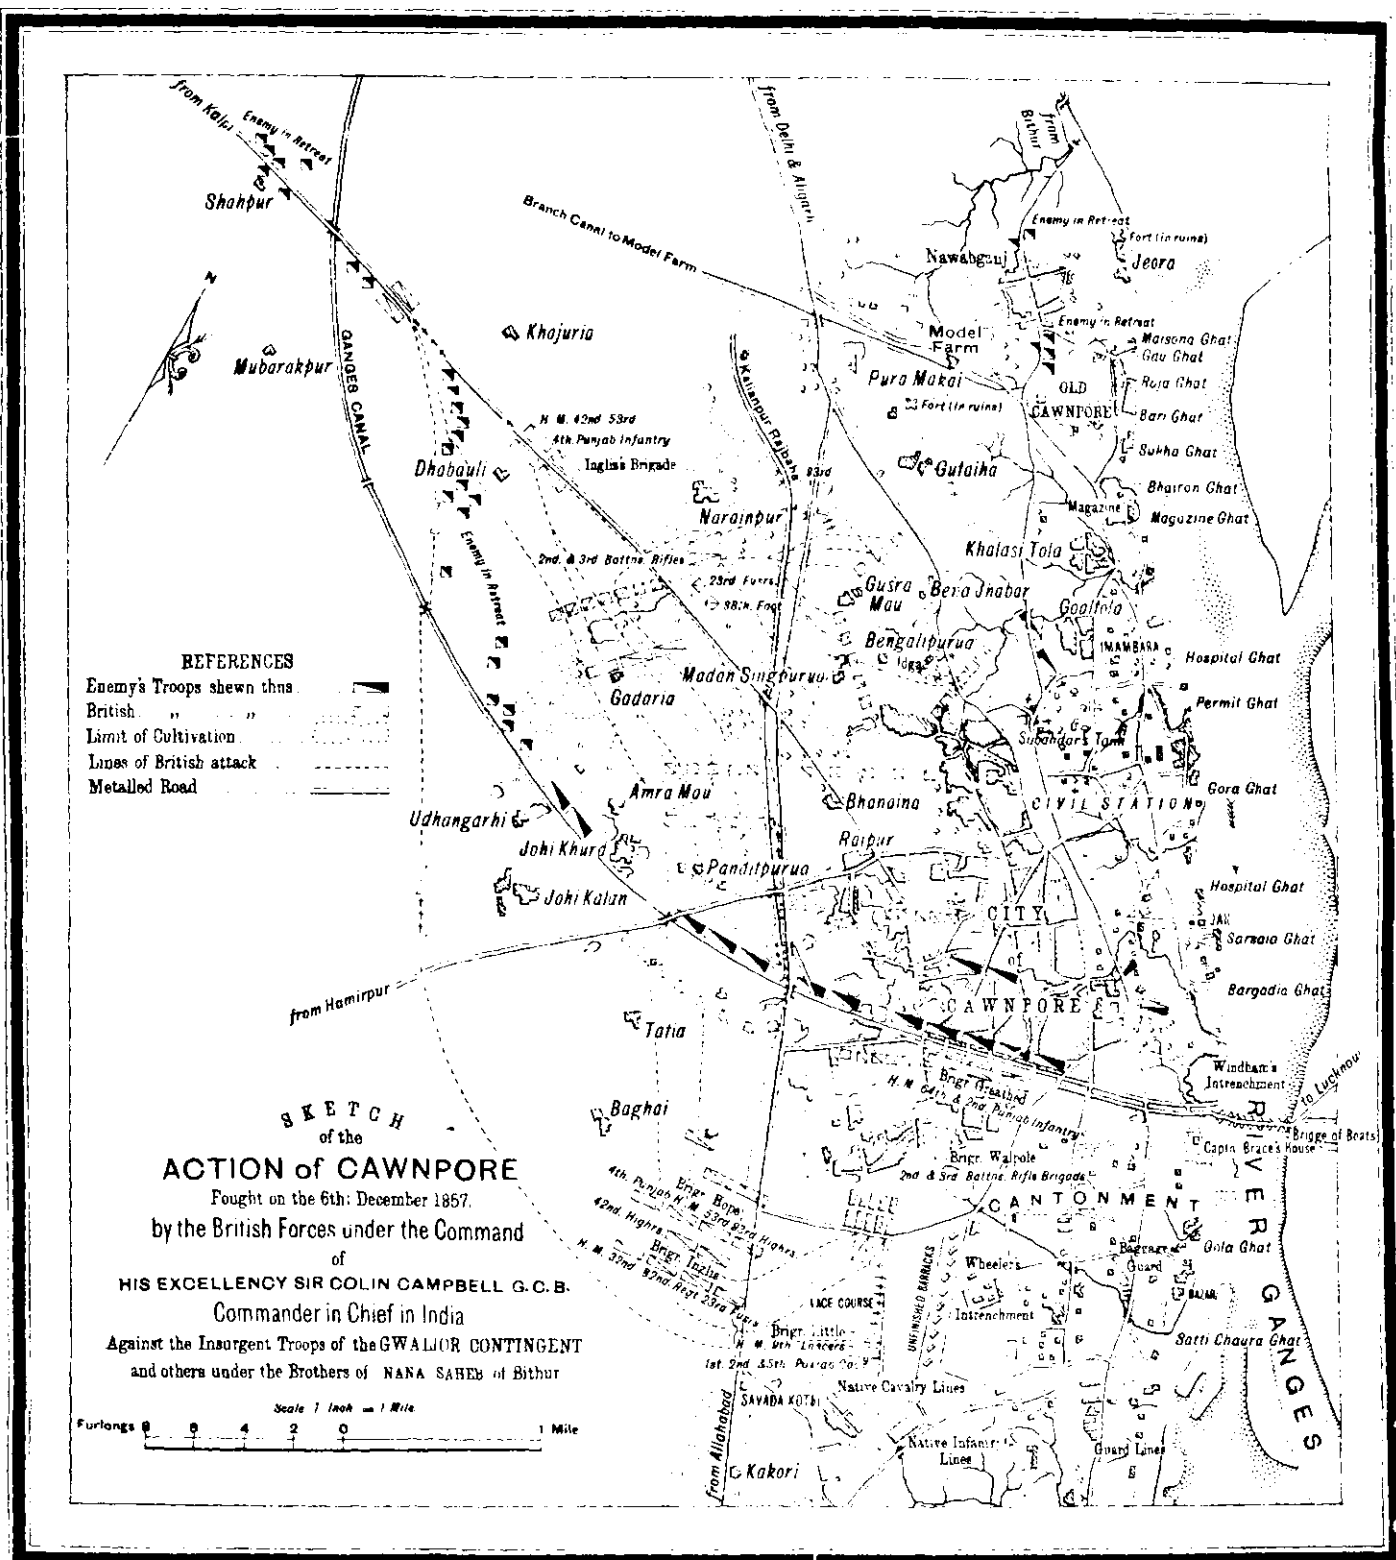 from Kalpi
Enemy in Retreat
Shahpur
from Delhi & Aligarh
from
Bithur
Branch Canal to Model Farm
Enemy in Retreat
Fort (in ruins)
Nawabganj
Jeora
N
GANGES CANAL
Khajuria
Mubarakpur
Model
Farm
Enemy in Retreat
Maisona Ghat
Gau Ghat
Pura Makai
Fort (in ruins)
OLD
CAWNPORE
Roja Ghat
Bari Ghat
Kalianpur Rajbaha
H. M. 42nd 53rd
4th. Punjab Infantry
Inglis's Brigade
Sukha Ghat
Dhabauli
93rd
Gutaiha
Narainpur
Bhairon Ghat
Magazine
Magazine Ghat
Enemy in Retreat
2nd. & 3rd Battns. Rifles
Khalasi Tola
23rd Fusrs.
38th. Foot
Gusra
Mau
Goaltola
Bengalipurua
Idga
IMAMBARA
Hospital Ghat
REFERENCES
Enemy's Troops shewn thus
British " "
Limit of Cultivation
Lines of British attack
Metalled Road
Gadaria
Madan Singpurua
Permit Ghat
Subahdar's Tank
CIVIL STATION
Gora Ghat
Amra Mau
Udhangarhi
Bhanaina
Johi Khurd
Raipur
Panditpurua
Johi Kalan
Hospital Ghat
CITY
of
CAWNPORE
JAIL
Sarsaia Ghat
Bargadia Ghat
from Hamirpur
Tatia
Windham's
Intrenchment
to Lucknow
Brigr Greathed
H. M. 64th & 2nd Punjab Infantry
Baghai
Bridge of Boats
Captn. Brace's House
Brigr. Walpole
2nd & 3rd Battns. Rifle Brigade
CANTONMENT
RIVER GANGES
SKETCH
of the
ACTION of CAWNPORE
Fought on the 6th: December 1857.
by the British Forces under the Command
of
HIS EXCELLENCY SIR COLIN CAMPBELL G.C.B.
Commander in Chief in India
Against the Insurgent Troops of the GWALIOR CONTINGENT
and others under the Brothers of NANA SAHEB of Bithur
Scale 1 Inch = 1 Mile
Furlongs 8 6 4 2 0 1 Mile
Brigr Hope
4th. Punjab H. M. 53rd 93rd Highrs.
42nd. Highrs.
Brigr Inglis
H. M. 32nd 82nd. Regt 23rd Fusrs
Baggage
Guard
Gola Ghat
Wheeler's
Intrenchment
UNFINISHED BARRACKS
RACE COURSE
BAZAR
Brigr. Little
H. M. 9th Lancers
1st. 2nd & 5th Punjab Cavy
Satti Chaura Ghat
Native Cavalry Lines
SAVADA KOTHI
from Allahabad
Native Infantry
Lines
Guard Lines
Kakori